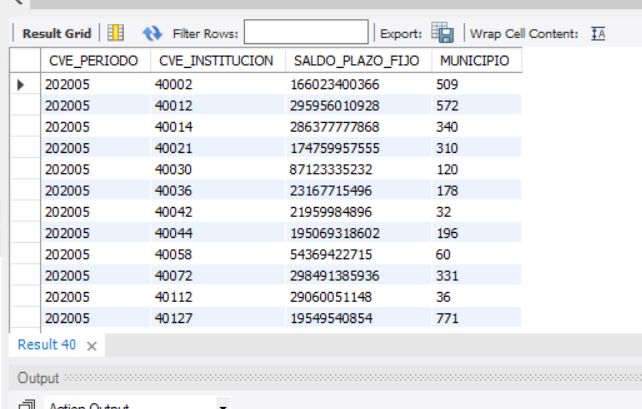 Result Grid Filter Rows: Export: Wrap Cell Content:
CVE_PERIODO CVE_INSTITUCION SALDO_PLAZO_FIJO MUNICIPIO
202005 40002 166023400366 509
202005 40012 295956010928 572
202005 40014 286377777868 340
202005 40021 174759957555 310
202005 40030 87123335232 120
202005 40036 23167715496 178
202005 40042 21959984896 32
202005 40044 195069318602 196
202005 40058 54369422715 60
202005 40072 298491385936 331
202005 40112 29060051148 36
202005 40127 19549540854 771
Result 40
Output
Action Output